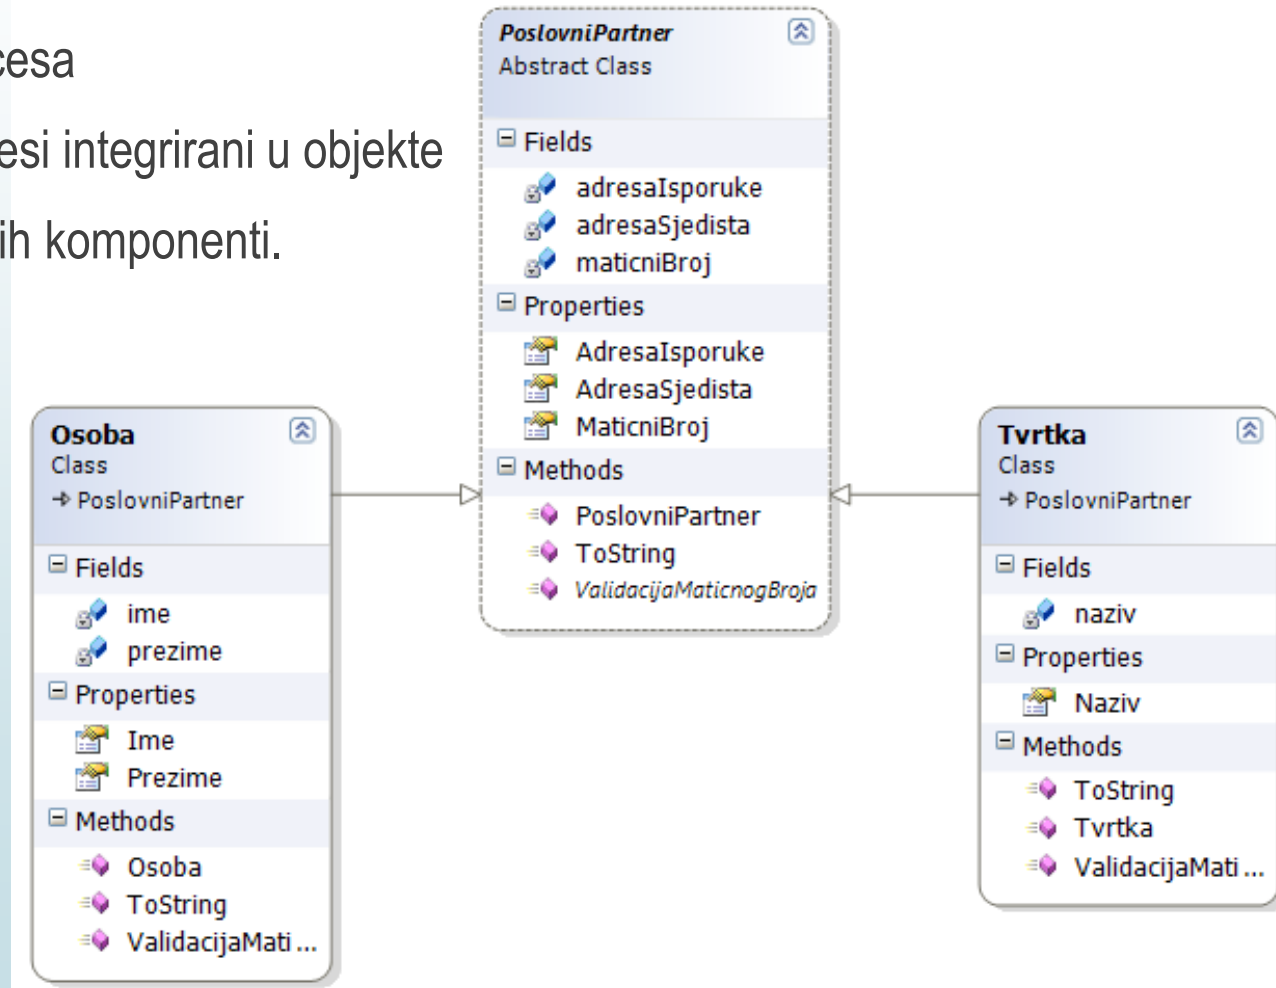 cesa
esi integrirani u objekte
ih komponenti.
PoslovniPartner
Abstract Class
Fields
adresaIsporuke
adresaSjedista
maticniBroj
Properties
AdresaIsporuke
AdresaSjedista
MaticniBroj
Methods
PoslovniPartner
ToString
ValidacijaMaticnogBroja
Osoba
Class
PoslovniPartner
Fields
ime
prezime
Properties
Ime
Prezime
Methods
Osoba
ToString
ValidacijaMati...
Tvrtka
Class
PoslovniPartner
Fields
naziv
Properties
Naziv
Methods
ToString
Tvrtka
ValidacijaMati...